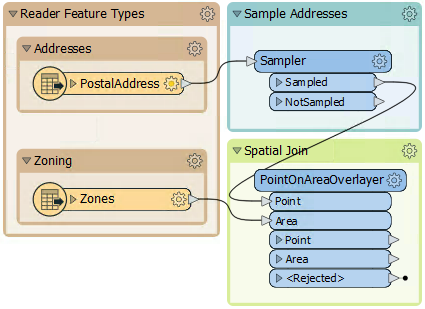 Reader Feature Types
Addresses
PostalAddress
Zoning
Zones
Sample Addresses
Sampler
Sampled
NotSampled
Spatial Join
PointOnAreaOverlayer
Point
Area
Point
Area
<Rejected>